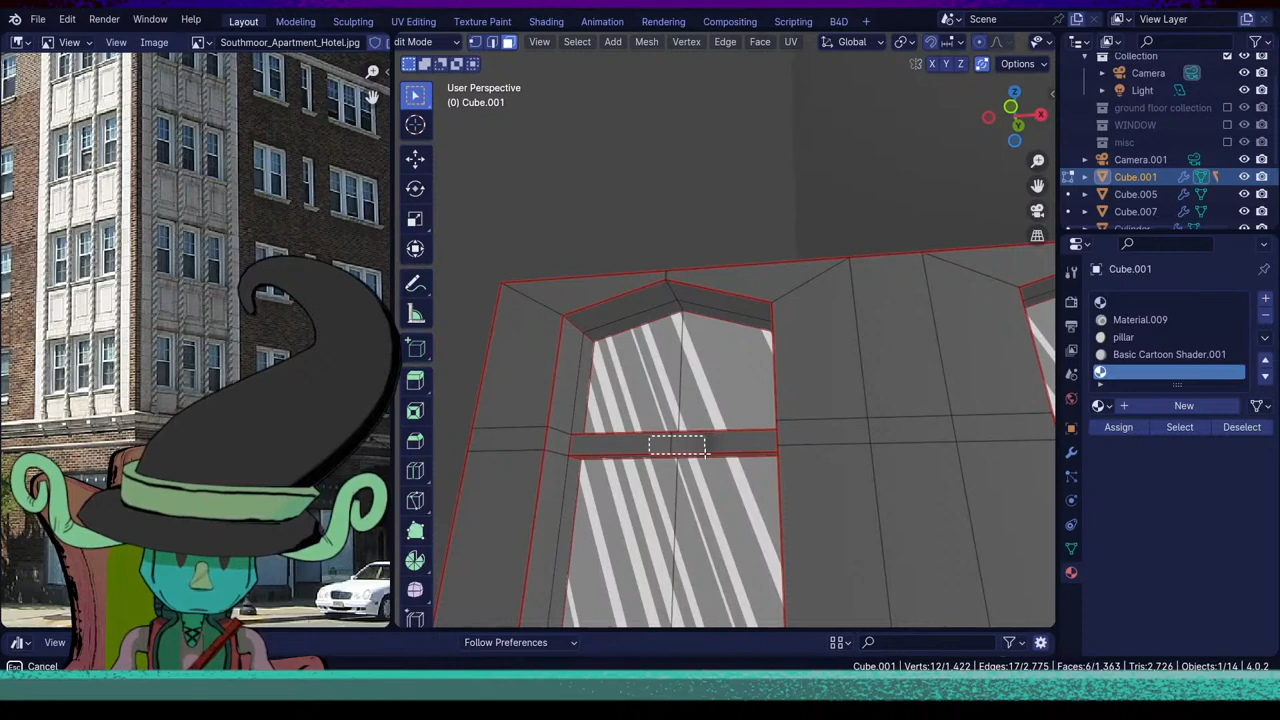 File Edit Render Window Help Layout Modeling Sculpting UV Editing Texture Paint Shading Animation Rendering Compositing Scripting B4D + Scene View Layer
View View Image Southmoor_Apartment_Hotel.jpg dit Mode View Select Add Mesh Vertex Edge Face UV Global
X Y Z Options
User Perspective
(0) Cube.001
Z
X
Y
Collection
Camera
Light
ground floor collection
WINDOW
misc
Camera.001
Cube.001
Cube.005
Cube.007
Cylinder
Cube.001
Material.009
pillar
Basic Cartoon Shader.001
New
Assign Select Deselect
View Follow Preferences
Esc Cancel Cube.001 | Verts:12/1,422 | Edges:17/2,775 | Faces:6/1,363 | Tris:2,726 | Objects:1/14 | 4.0.2